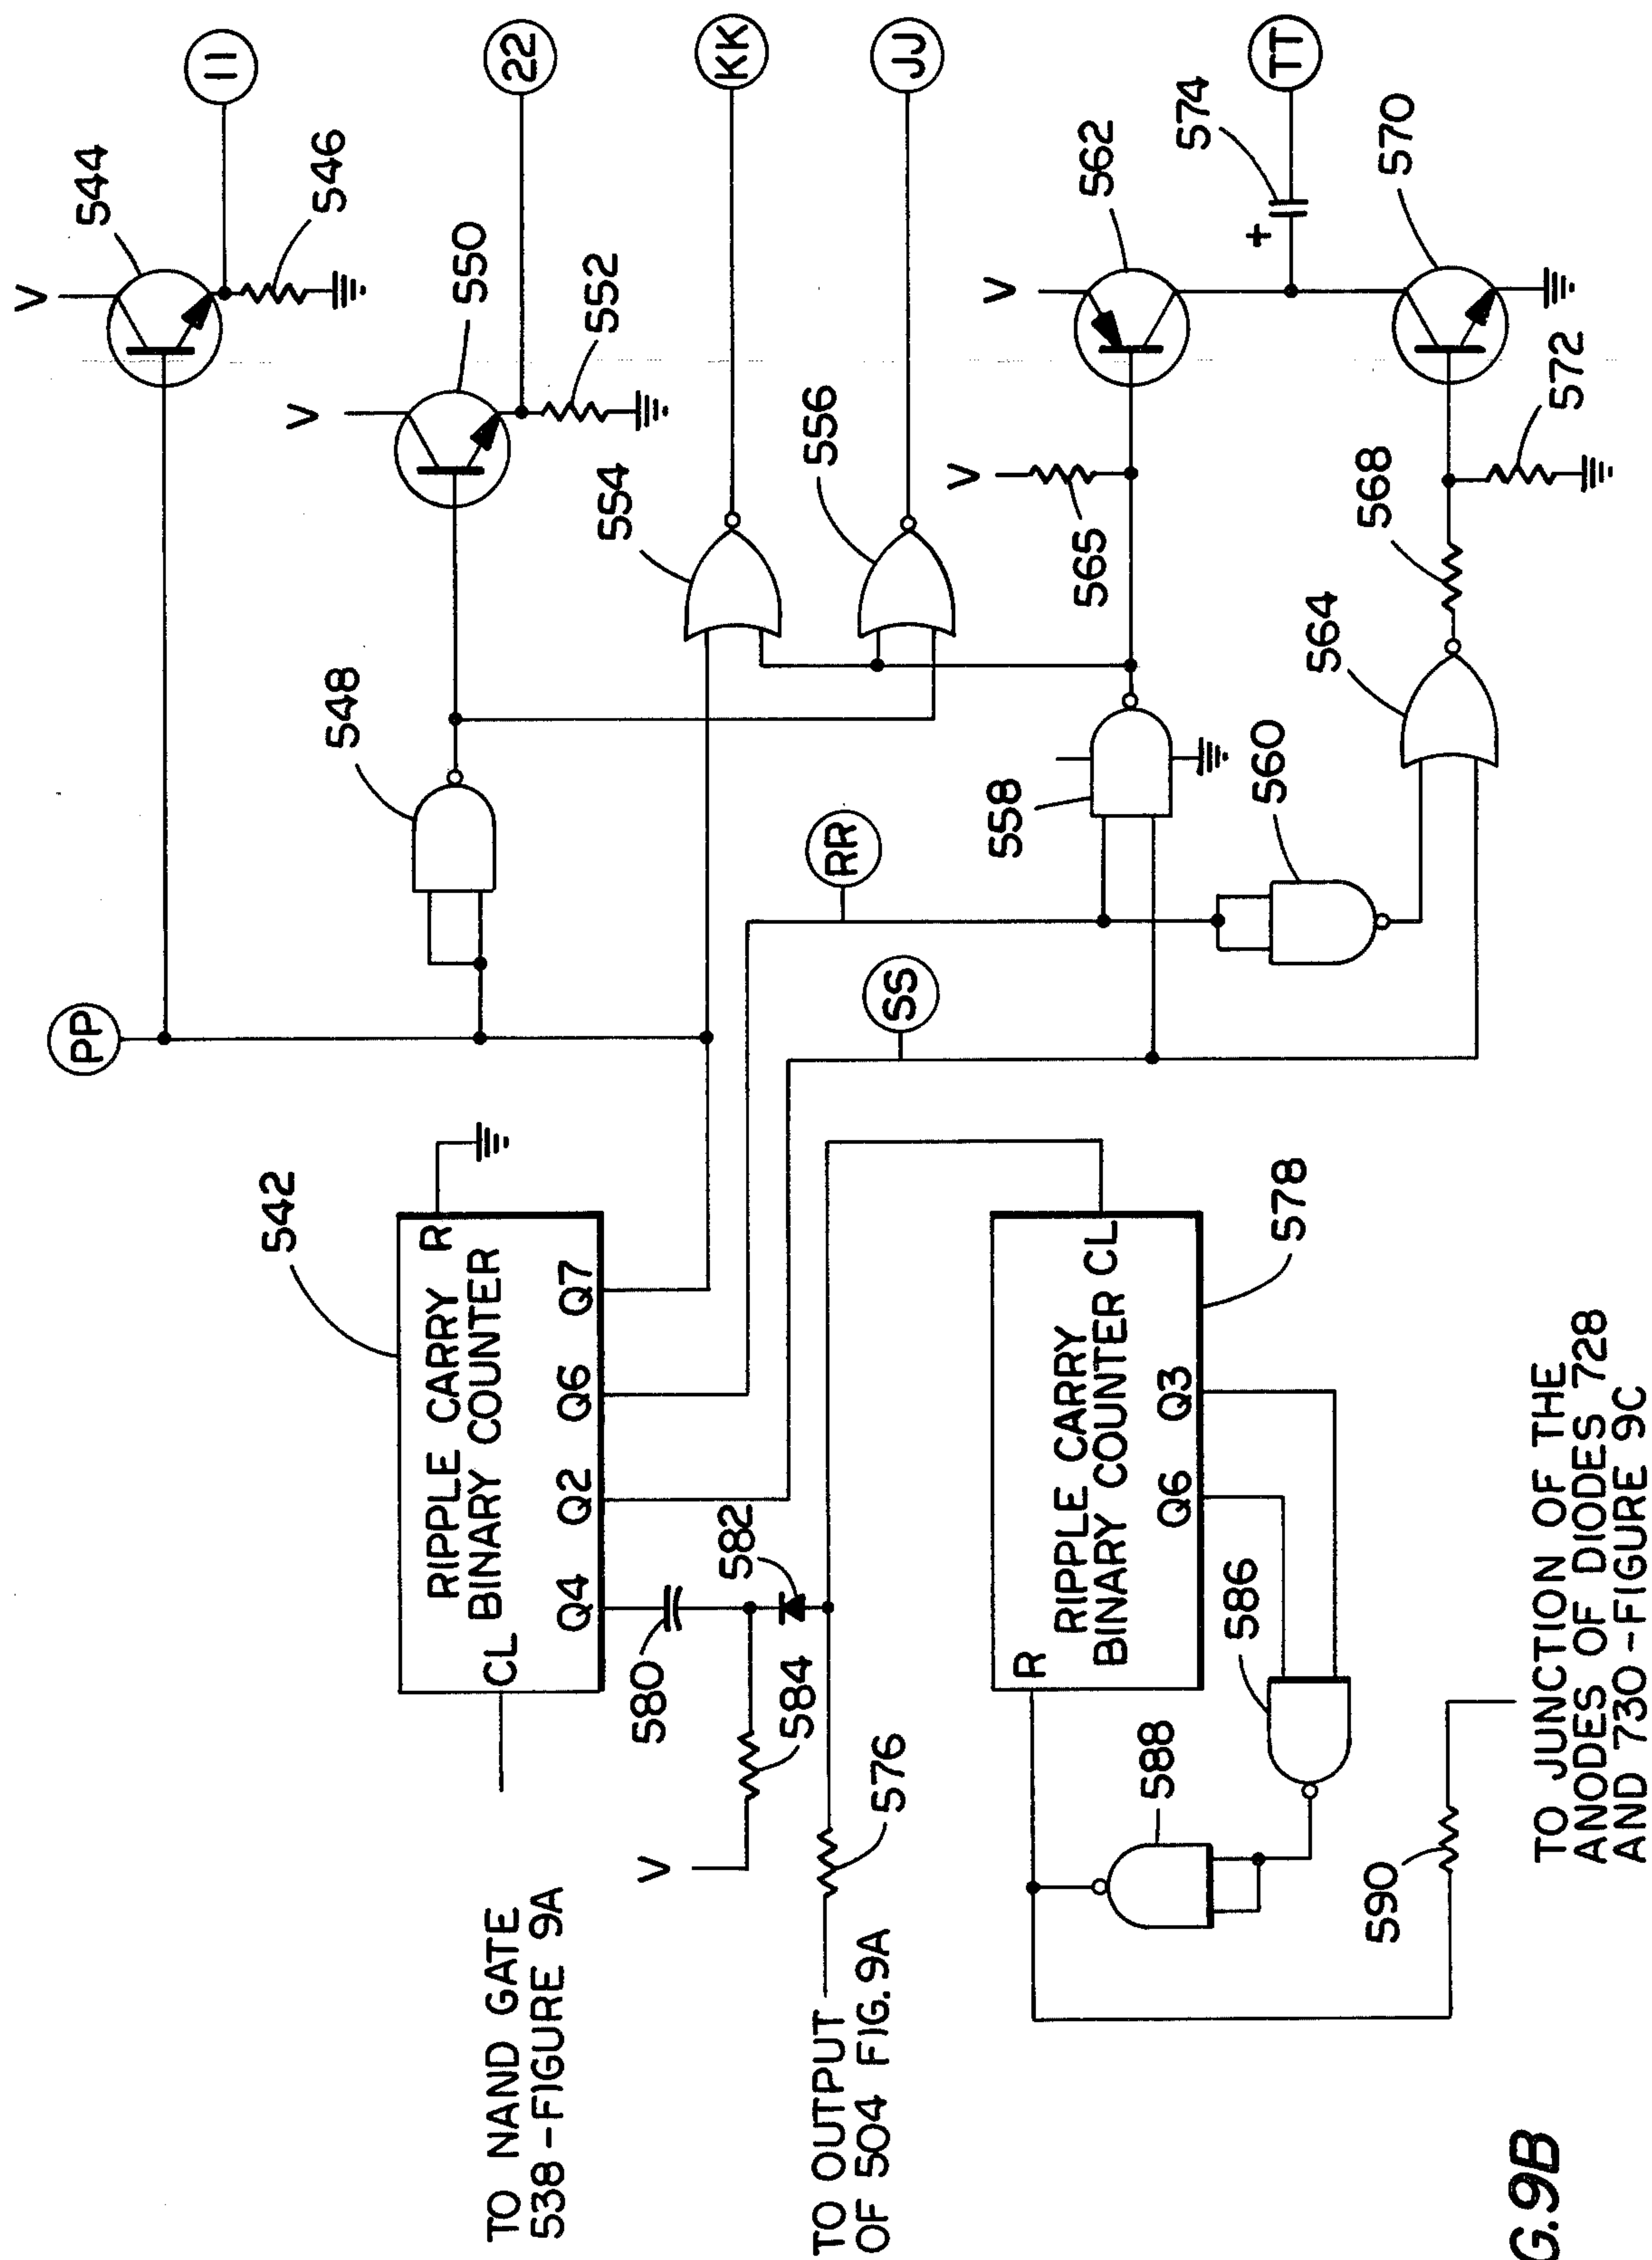 PP
V
544
11
546
548
V
550
22
552
554
KK
556
JJ
RR
SS
V
565
562
574
+
TT
558
560
564
568
570
572
542
CL
RIPPLE CARRY
BINARY COUNTER
R
Q4
Q2
Q6
Q7
TO NAND GATE
538-FIGURE 9A
580
582
584
V
576
TO OUTPUT
OF 504 FIG.9A
R
RIPPLE CARRY
BINARY COUNTER
CL
Q6
Q3
578
586
588
590
TO JUNCTION OF THE
ANODES OF DIODES 728
AND 730-FIGURE 9C
G.9B